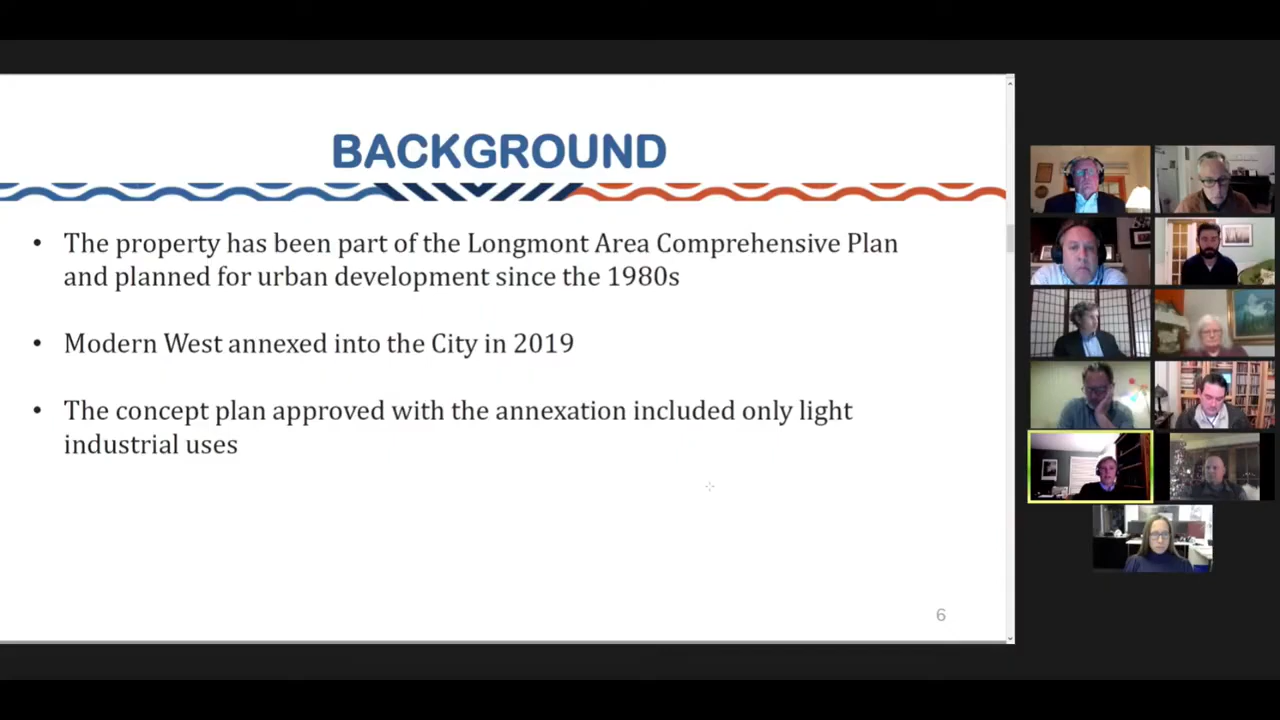 BACKGROUND
• The property has been part of the Longmont Area Comprehensive Plan
and planned for urban development since the 1980s
• Modern West annexed into the City in 2019
• The concept plan approved with the annexation included only light
industrial uses
6